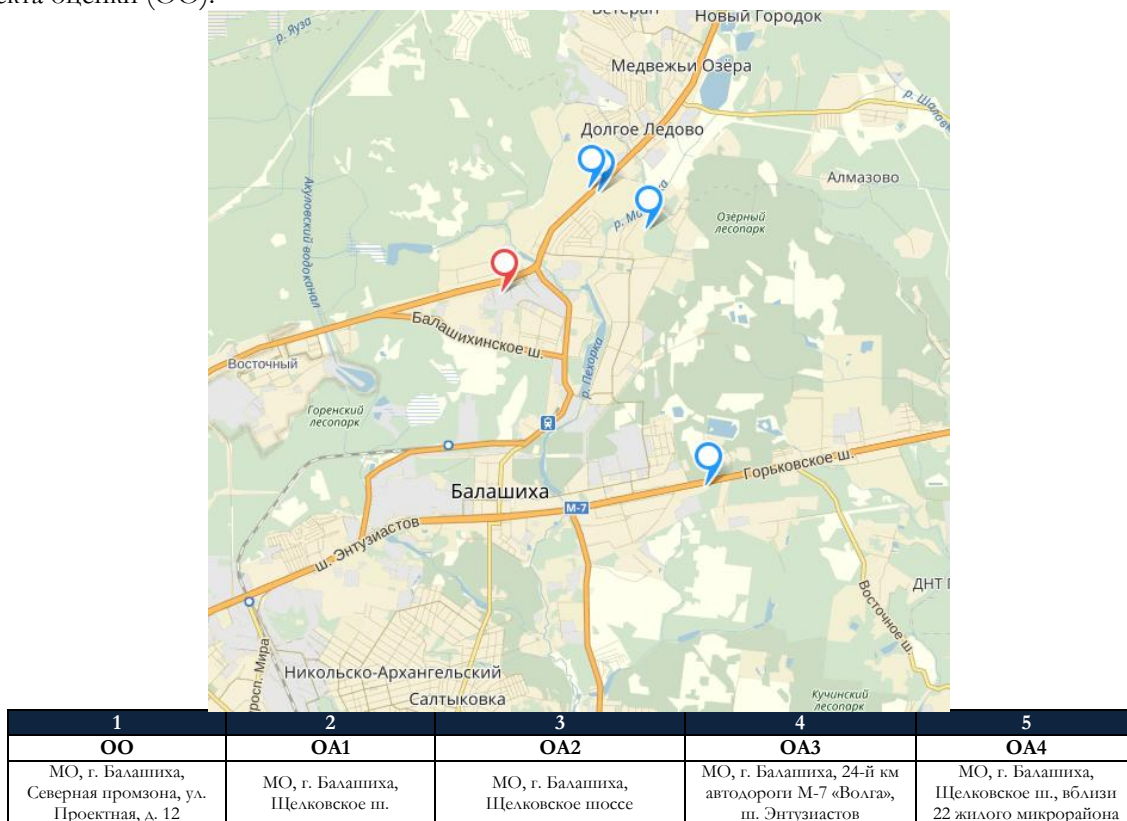 екта оценки (ОО).
Ветеран
Новый Городок
р. Яуза
Медвежьи Озёра
Долгое Ледово
Алмазово
Акуловский водоканал
Озёрный
лесопарк
Балашихинское ш.
р. Пехорка
Восточный
Горенский
лесопарк
Горьковское ш.
Балашиха
М-7
ш. Энтузиастов
ДНТ
Восточное ш.
просп. Мира
Никольско-Архангельский
Салтыковка
Кучинский
лесопарк
1 2 3 4 5
ОО ОА1 ОА2 ОА3 ОА4
МО, г. Балашиха,
Северная промзона, ул.
Проектная, д. 12
МО, г. Балашиха,
Щелковское ш.
МО, г. Балашиха,
Щелковское шоссе
МО, г. Балашиха, 24-й км
автодороги М-7 «Волга»,
ш. Энтузиастов
МО, г. Балашиха,
Щелковское ш., вблизи
22 жилого микрорайона